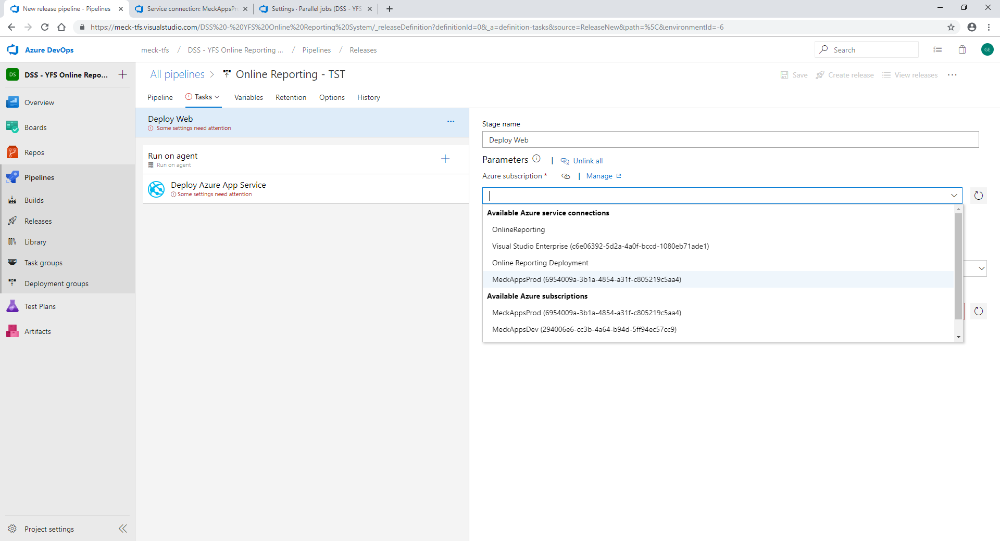 New release pipeline - Pipelines
Service connection: MeckAppsPr
Settings · Parallel jobs (DSS - YFS
https://meck-tfs.visualstudio.com/DSS%20-%20YFS%20Online%20Reporting%20System/_releaseDefinition?definitionId=0&_a=definition-tasks&source=ReleaseNew&path=%5C&environmentId=-6
Azure DevOps
meck-tfs / DSS - YFS Online Reporting ... / Pipelines / Releases
Search
GE
DS
DSS - YFS Online Repo...
All pipelines > Online Reporting - TST
Save
Create release
View releases
Pipeline
Tasks
Variables
Retention
Options
History
Overview
Boards
Repos
Pipelines
Builds
Releases
Library
Task groups
Deployment groups
Test Plans
Artifacts
Project settings
Deploy Web
Some settings need attention
Run on agent
Run on agent
Deploy Azure App Service
Some settings need attention
Stage name
Deploy Web
Parameters | Unlink all
Azure subscription * | Manage
Available Azure service connections
OnlineReporting
Visual Studio Enterprise (c6e06392-5d2a-4a0f-bccd-1080eb71ade1)
Online Reporting Deployment
MeckAppsProd (6954009a-3b1a-4854-a31f-c805219c5aa4)
Available Azure subscriptions
MeckAppsProd (6954009a-3b1a-4854-a31f-c805219c5aa4)
MeckAppsDev (294006e6-cc3b-4a64-b94d-5ff94ec57cc9)